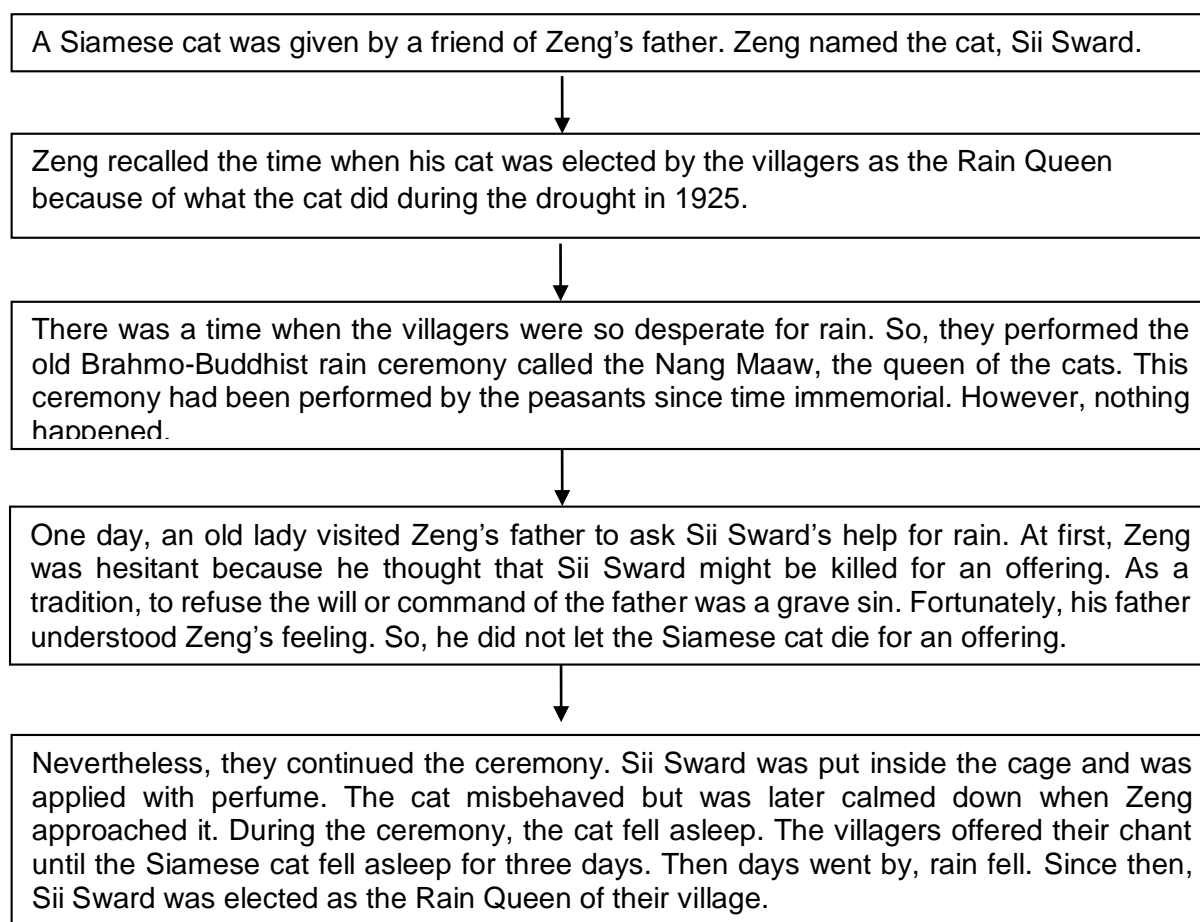 A Siamese cat was given by a friend of Zeng’s father. Zeng named the cat, Sii Sward.
Zeng recalled the time when his cat was elected by the villagers as the Rain Queen
because of what the cat did during the drought in 1925.
There was a time when the villagers were so desperate for rain. So, they performed the
old Brahmo-Buddhist rain ceremony called the Nang Maaw, the queen of the cats. This
ceremony had been performed by the peasants since time immemorial. However, nothing
happened.
One day, an old lady visited Zeng’s father to ask Sii Sward’s help for rain. At first, Zeng
was hesitant because he thought that Sii Sward might be killed for an offering. As a
tradition, to refuse the will or command of the father was a grave sin. Fortunately, his father
understood Zeng’s feeling. So, he did not let the Siamese cat die for an offering.
Nevertheless, they continued the ceremony. Sii Sward was put inside the cage and was
applied with perfume. The cat misbehaved but was later calmed down when Zeng
approached it. During the ceremony, the cat fell asleep. The villagers offered their chant
until the Siamese cat fell asleep for three days. Then days went by, rain fell. Since then,
Sii Sward was elected as the Rain Queen of their village.